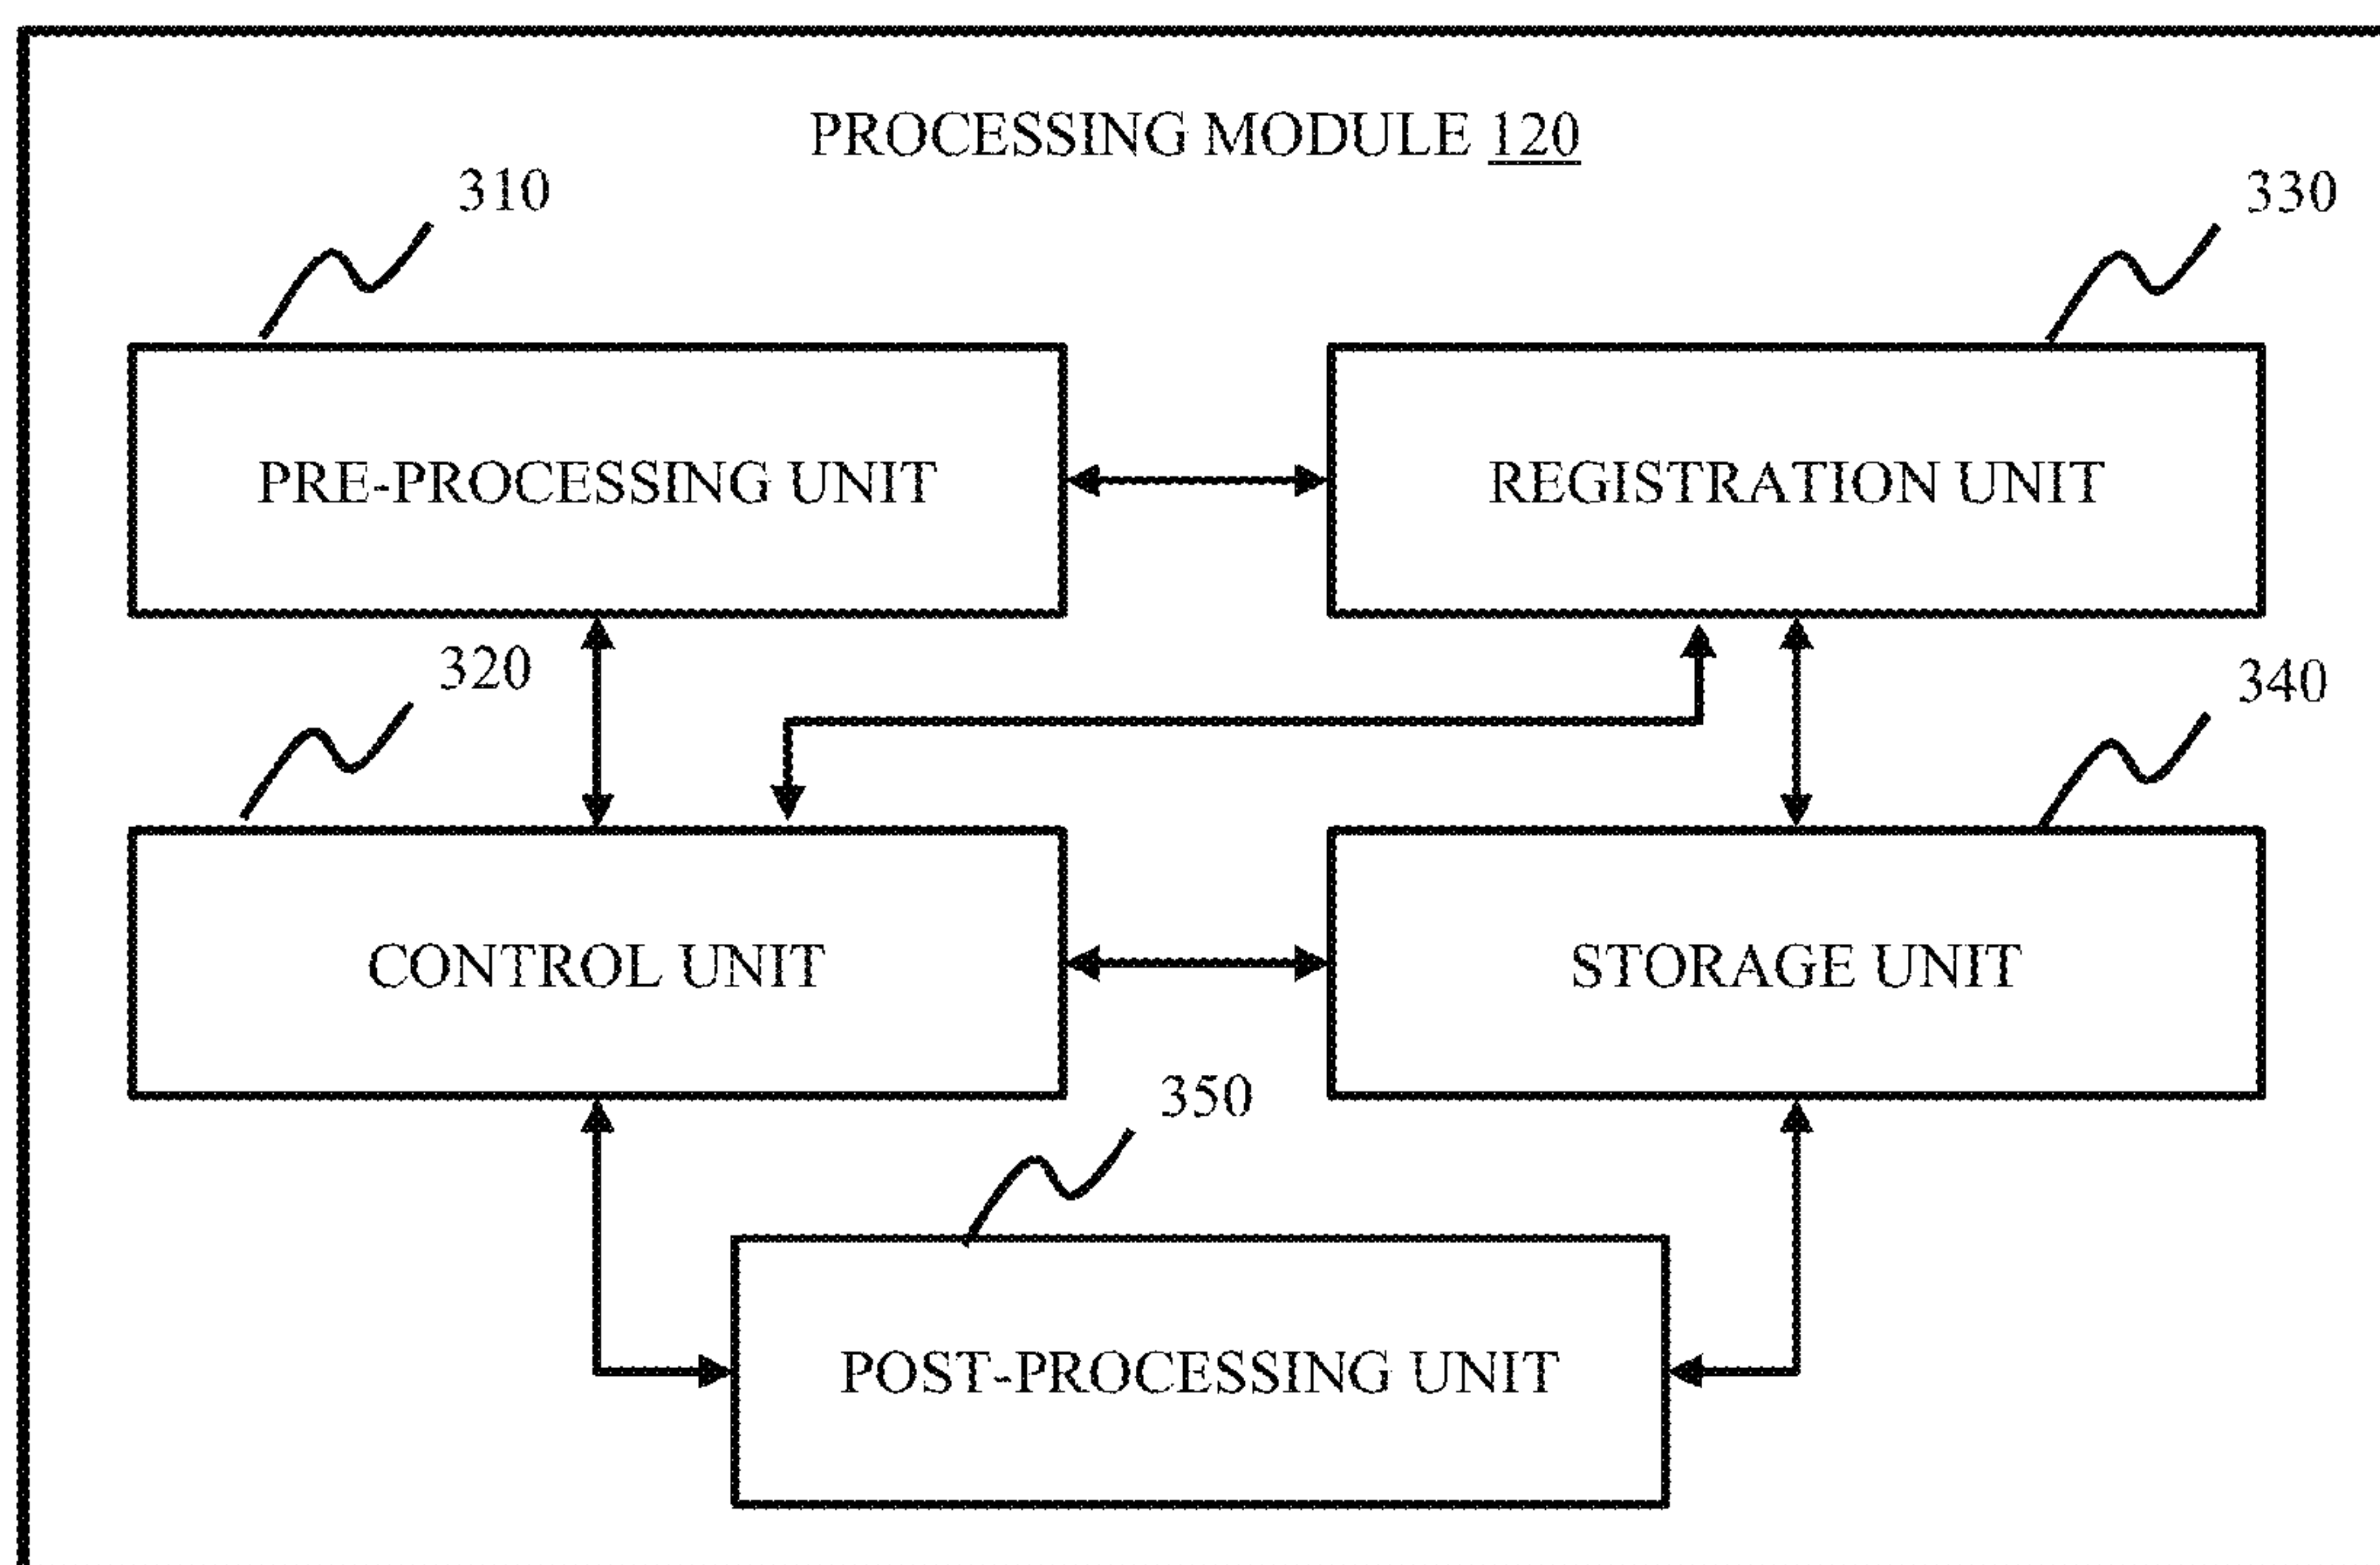 PROCESSING MODULE 120
310
330
PRE-PROCESSING UNIT
REGISTRATION UNIT
320
340
CONTROL UNIT
STORAGE UNIT
350
POST-PROCESSING UNIT